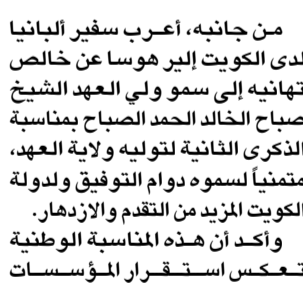 من جانبه، أعرب سفير ألبانيا
لدى الكويت إلير هوسا عن خالص
تهانيه إلى سمو ولي العهد الشيخ
صباح الخالد الحمد الصباح بمناسبة
الذكرى الثانية لتوليه ولاية العهد،
متمنياً لسموه دوام التوفيق ولدولة
الكويت المزيد من التقدم والازدهار.
وأكد أن هذه المناسبة الوطنية
تعكس استقرار المؤسسات